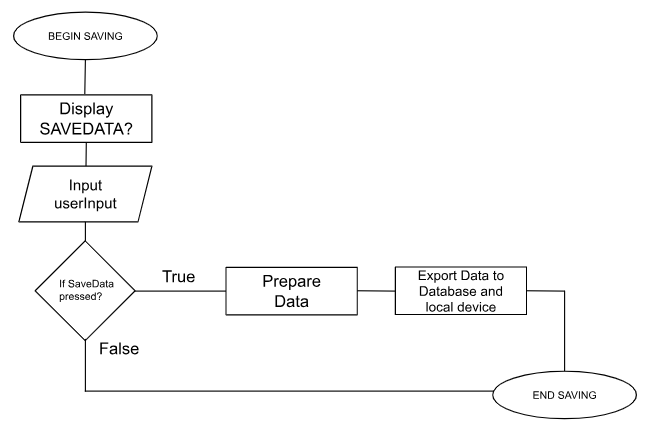 BEGIN SAVING
Display
SAVEDATA?
Input
userInput
If SaveData
pressed?
True
Prepare
Data
Export Data to
Database and
local device
False
END SAVING